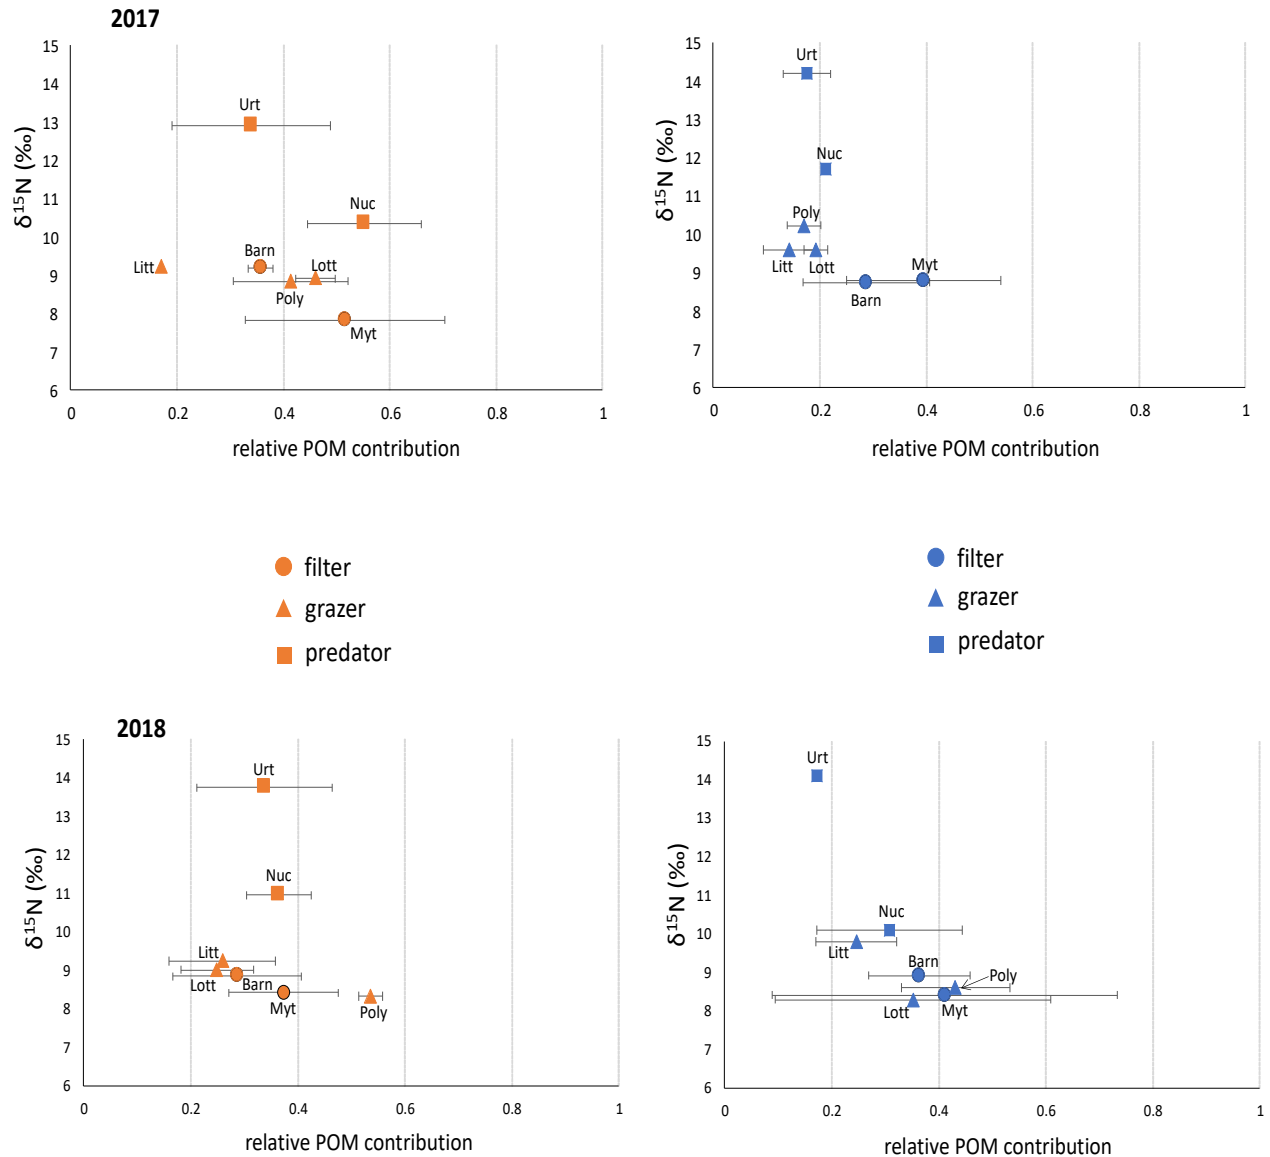 2017
15
14
13
12
11
10
9
8
7
6
δ¹⁵N (‰)
Urt
Nuc
Barn
Litt
Lott
Poly
Myt
0 0.2 0.4 0.6 0.8 1
relative POM contribution
15
14
13
12
11
10
9
8
7
6
δ¹⁵N (‰)
Urt
Nuc
Poly
Litt
Lott
Myt
Barn
0 0.2 0.4 0.6 0.8 1
relative POM contribution
filter
grazer
predator
filter
grazer
predator
2018
15
14
13
12
11
10
9
8
7
6
δ¹⁵N (‰)
Urt
Nuc
Litt
Lott
Barn
Myt
Poly
0 0.2 0.4 0.6 0.8 1
relative POM contribution
15
14
13
12
11
10
9
8
7
6
δ¹⁵N (‰)
Urt
Nuc
Litt
Barn
Poly
Lott
Myt
0 0.2 0.4 0.6 0.8 1
relative POM contribution